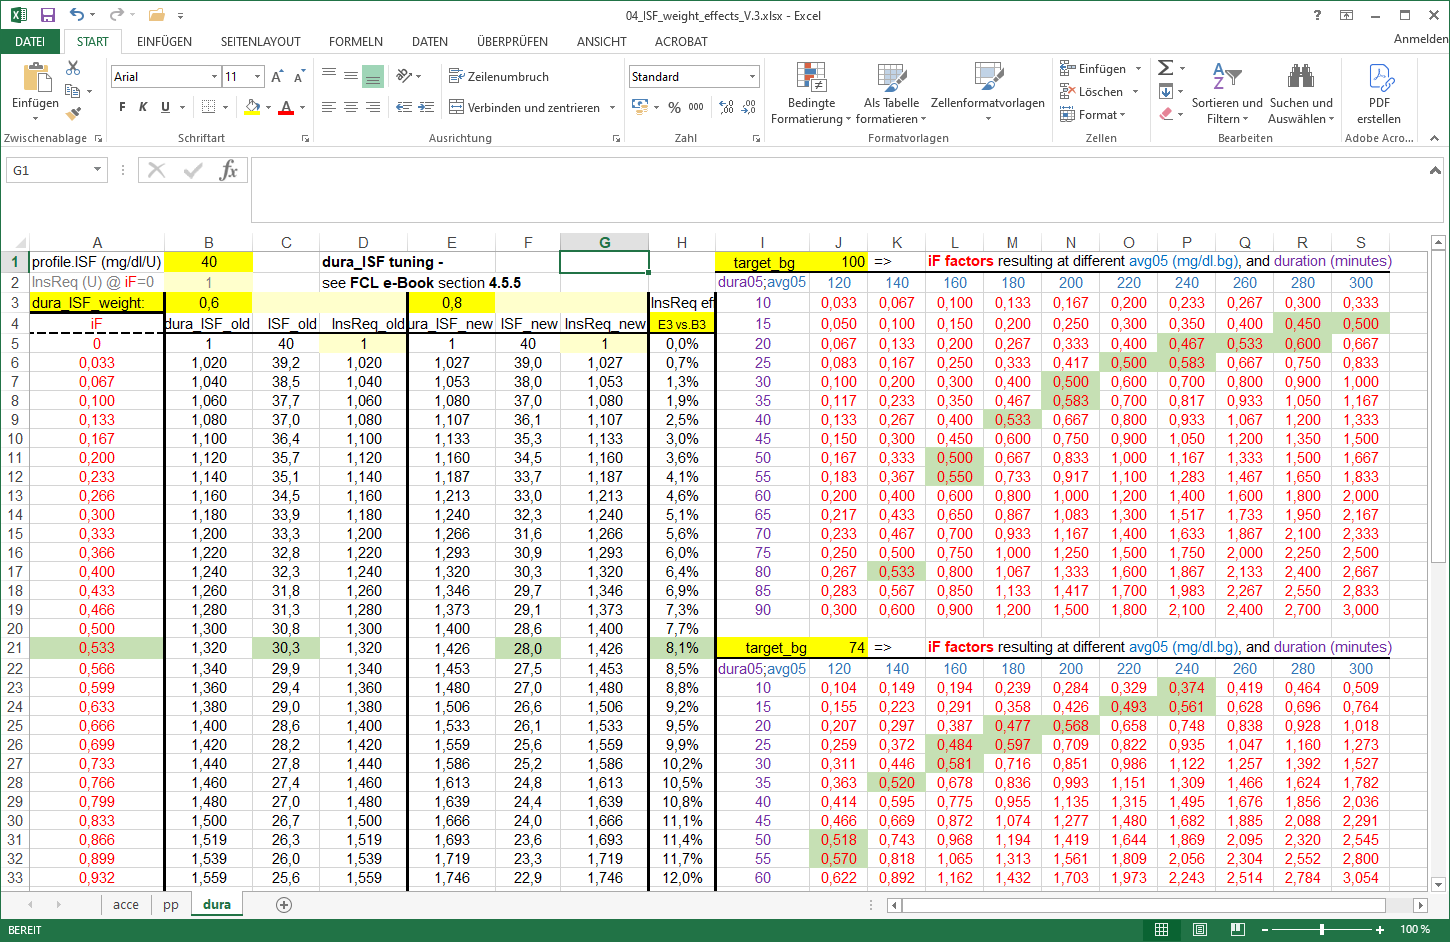 04_ISF_weight_effects_V.3.xlsx - Excel
DATEI START EINFÜGEN SEITENLAYOUT FORMELN DATEN ÜBERPRÜFEN ANSICHT ACROBAT Anmelden
Einfügen
Arial 11
F K U
Zeilenumbruch
Verbinden und zentrieren
Standard
% 000
Bedingte Formatierung
Als Tabelle formatieren
Zellenformatvorlagen
Einfügen
Löschen
Format
Sortieren und Filtern
Suchen und Auswählen
PDF erstellen
Zwischenablage Schriftart Ausrichtung Zahl Formatvorlagen Zellen Bearbeiten Adobe Acro...
G1 fx
A B C D E F G H I J K L M N O P Q R S
1 profile.ISF (mg/dl/U) 40 dura_ISF tuning - target_bg 100 => iF factors resulting at different avg05 (mg/dl.bg), and duration (minutes)
2 InsReq (U) @ iF=0 1 see FCL e-Book section 4.5.5 dura05;avg05 120 140 160 180 200 220 240 260 280 300
3 dura_ISF_weight: 0,6 0,8 InsReq ef 10 0,033 0,067 0,100 0,133 0,167 0,200 0,233 0,267 0,300 0,333
4 iF dura_ISF_old ISF_old InsReq_old ura_ISF_new ISF_new InsReq_new E3 vs.B3 15 0,050 0,100 0,150 0,200 0,250 0,300 0,350 0,400 0,450 0,500
5 0 1 40 1 1 40 1 0,0% 20 0,067 0,133 0,200 0,267 0,333 0,400 0,467 0,533 0,600 0,667
6 0,033 1,020 39,2 1,020 1,027 39,0 1,027 0,7% 25 0,083 0,167 0,250 0,333 0,417 0,500 0,583 0,667 0,750 0,833
7 0,067 1,040 38,5 1,040 1,053 38,0 1,053 1,3% 30 0,100 0,200 0,300 0,400 0,500 0,600 0,700 0,800 0,900 1,000
8 0,100 1,060 37,7 1,060 1,080 37,0 1,080 1,9% 35 0,117 0,233 0,350 0,467 0,583 0,700 0,817 0,933 1,050 1,167
9 0,133 1,080 37,0 1,080 1,107 36,1 1,107 2,5% 40 0,133 0,267 0,400 0,533 0,667 0,800 0,933 1,067 1,200 1,333
10 0,167 1,100 36,4 1,100 1,133 35,3 1,133 3,0% 45 0,150 0,300 0,450 0,600 0,750 0,900 1,050 1,200 1,350 1,500
11 0,200 1,120 35,7 1,120 1,160 34,5 1,160 3,6% 50 0,167 0,333 0,500 0,667 0,833 1,000 1,167 1,333 1,500 1,667
12 0,233 1,140 35,1 1,140 1,187 33,7 1,187 4,1% 55 0,183 0,367 0,550 0,733 0,917 1,100 1,283 1,467 1,650 1,833
13 0,266 1,160 34,5 1,160 1,213 33,0 1,213 4,6% 60 0,200 0,400 0,600 0,800 1,000 1,200 1,400 1,600 1,800 2,000
14 0,300 1,180 33,9 1,180 1,240 32,3 1,240 5,1% 65 0,217 0,433 0,650 0,867 1,083 1,300 1,517 1,733 1,950 2,167
15 0,333 1,200 33,3 1,200 1,266 31,6 1,266 5,6% 70 0,233 0,467 0,700 0,933 1,167 1,400 1,633 1,867 2,100 2,333
16 0,366 1,220 32,8 1,220 1,293 30,9 1,293 6,0% 75 0,250 0,500 0,750 1,000 1,250 1,500 1,750 2,000 2,250 2,500
17 0,400 1,240 32,3 1,240 1,320 30,3 1,320 6,4% 80 0,267 0,533 0,800 1,067 1,333 1,600 1,867 2,133 2,400 2,667
18 0,433 1,260 31,8 1,260 1,346 29,7 1,346 6,9% 85 0,283 0,567 0,850 1,133 1,417 1,700 1,983 2,267 2,550 2,833
19 0,466 1,280 31,3 1,280 1,373 29,1 1,373 7,3% 90 0,300 0,600 0,900 1,200 1,500 1,800 2,100 2,400 2,700 3,000
20 0,500 1,300 30,8 1,300 1,400 28,6 1,400 7,7%
21 0,533 1,320 30,3 1,320 1,426 28,0 1,426 8,1% target_bg 74 => iF factors resulting at different avg05 (mg/dl.bg), and duration (minutes)
22 0,566 1,340 29,9 1,340 1,453 27,5 1,453 8,5% dura05;avg05 120 140 160 180 200 220 240 260 280 300
23 0,599 1,360 29,4 1,360 1,480 27,0 1,480 8,8% 10 0,104 0,149 0,194 0,239 0,284 0,329 0,374 0,419 0,464 0,509
24 0,633 1,380 29,0 1,380 1,506 26,6 1,506 9,2% 15 0,155 0,223 0,291 0,358 0,426 0,493 0,561 0,628 0,696 0,764
25 0,666 1,400 28,6 1,400 1,533 26,1 1,533 9,5% 20 0,207 0,297 0,387 0,477 0,568 0,658 0,748 0,838 0,928 1,018
26 0,699 1,420 28,2 1,420 1,559 25,6 1,559 9,9% 25 0,259 0,372 0,484 0,597 0,709 0,822 0,935 1,047 1,160 1,273
27 0,733 1,440 27,8 1,440 1,586 25,2 1,586 10,2% 30 0,311 0,446 0,581 0,716 0,851 0,986 1,122 1,257 1,392 1,527
28 0,766 1,460 27,4 1,460 1,613 24,8 1,613 10,5% 35 0,363 0,520 0,678 0,836 0,993 1,151 1,309 1,466 1,624 1,782
29 0,799 1,480 27,0 1,480 1,639 24,4 1,639 10,8% 40 0,414 0,595 0,775 0,955 1,135 1,315 1,495 1,676 1,856 2,036
30 0,833 1,500 26,7 1,500 1,666 24,0 1,666 11,1% 45 0,466 0,669 0,872 1,074 1,277 1,480 1,682 1,885 2,088 2,291
31 0,866 1,519 26,3 1,519 1,693 23,6 1,693 11,4% 50 0,518 0,743 0,968 1,194 1,419 1,644 1,869 2,095 2,320 2,545
32 0,899 1,539 26,0 1,539 1,719 23,3 1,719 11,7% 55 0,570 0,818 1,065 1,313 1,561 1,809 2,056 2,304 2,552 2,800
33 0,932 1,559 25,6 1,559 1,746 22,9 1,746 12,0% 60 0,622 0,892 1,162 1,432 1,703 1,973 2,243 2,514 2,784 3,054
acce pp dura
BEREIT 100 %